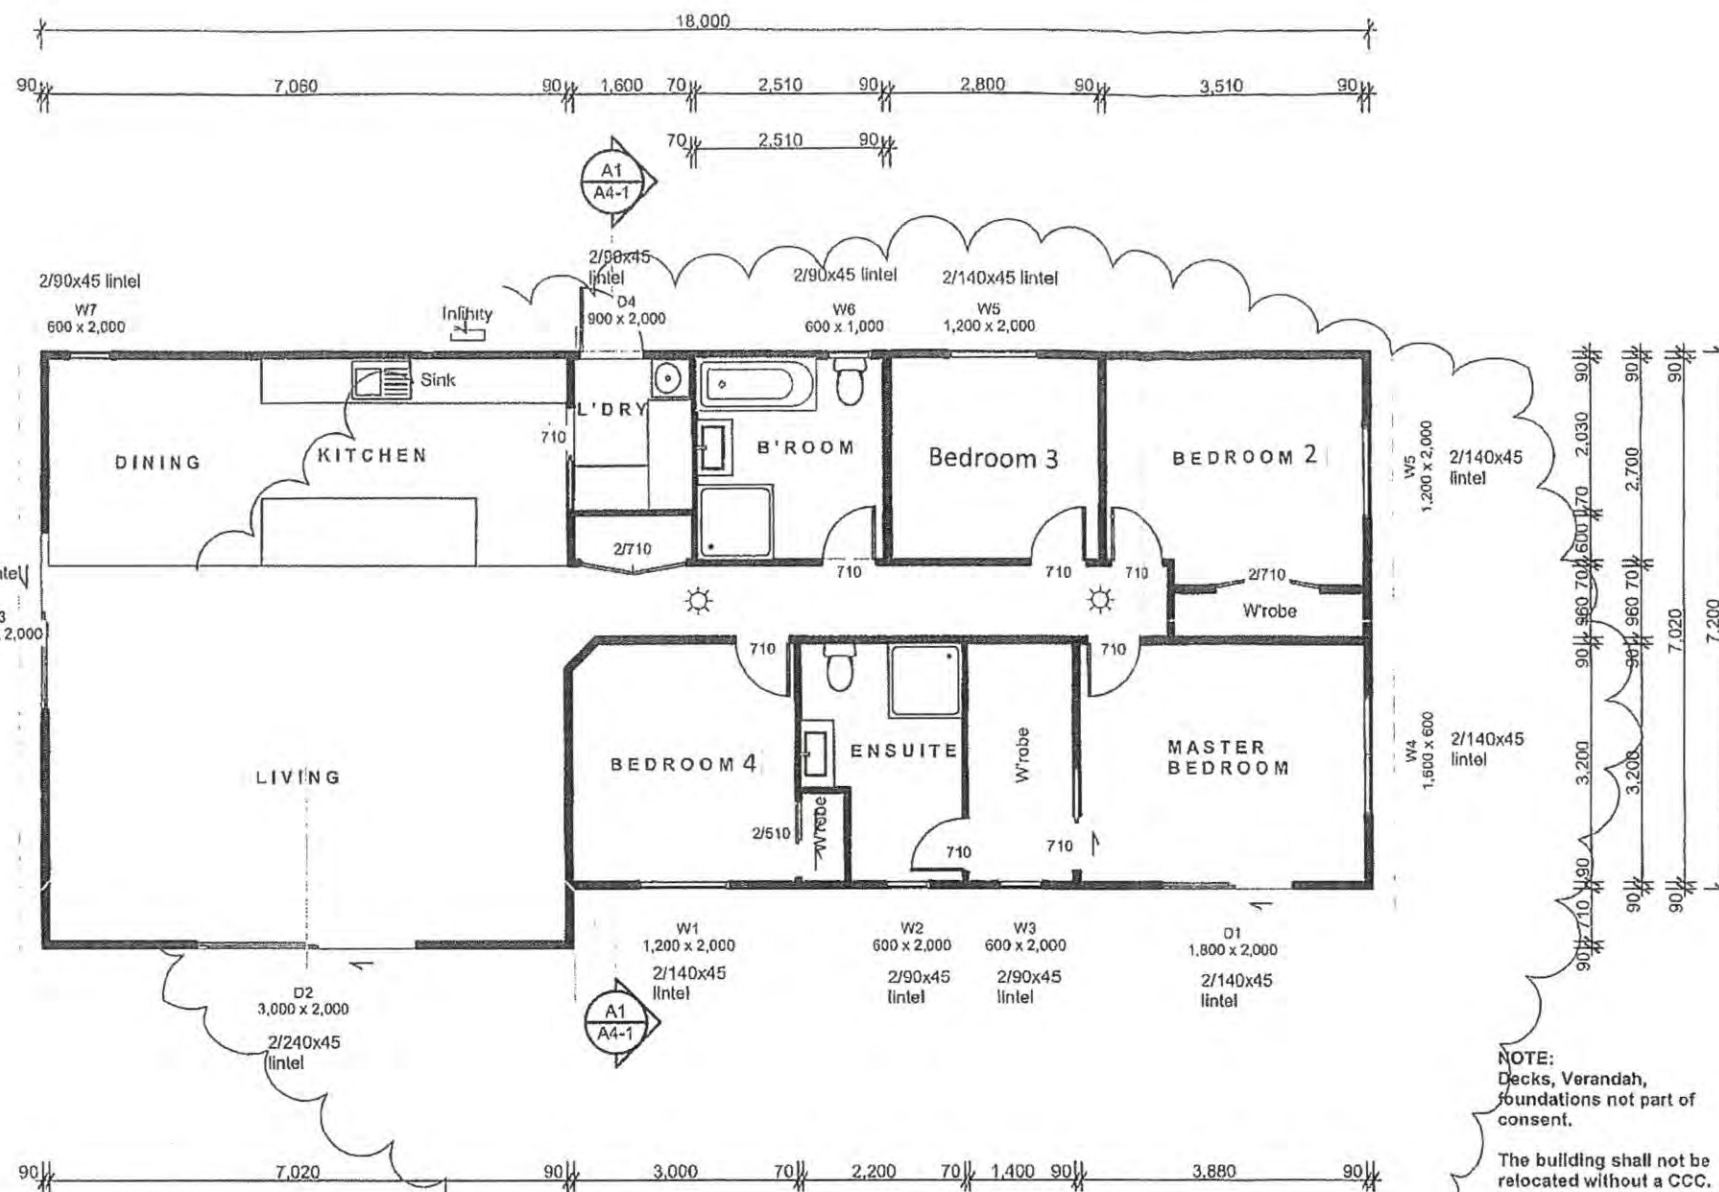 18,000
90 7,060 90 1,600 70 2,510 90 2,800 90 3,510 90
70 2,510 90
A1
A4-1
2/90x45 lintel
W7
600 x 2,000
Infinity
2/90x45
lintel
D4
900 x 2,000
2/90x45 lintel
W6
600 x 1,000
2/140x45 lintel
W5
1,200 x 2,000
Sink
DINING
KITCHEN
L'DRY
710
B'ROOM
Bedroom 3
BEDROOM 2
2/710
710
710
710
2/710
W'robe
W5
1,200 x 2,000
2/140x45
lintel
2,000
710
710
LIVING
BEDROOM 4
ENSUITE
W'robe
MASTER
BEDROOM
2/510
W'robe
710
710
W4
1,600 x 600
2/140x45
lintel
90 2,030 70 600 70 960 90 3,200 90 710 90
90 2,700 70 960 90 3,200 90
90 7,020 90
7,200
W1
1,200 x 2,000
2/140x45
lintel
W2
600 x 2,000
2/90x45
lintel
W3
600 x 2,000
2/90x45
lintel
D1
1,800 x 2,000
2/140x45
lintel
D2
3,000 x 2,000
2/240x45
lintel
A1
A4-1
NOTE:
Decks, Verandah,
foundations not part of
consent.
The building shall not be
relocated without a CCC.
90 7,020 90 3,000 70 2,200 70 1,400 90 3,880 90